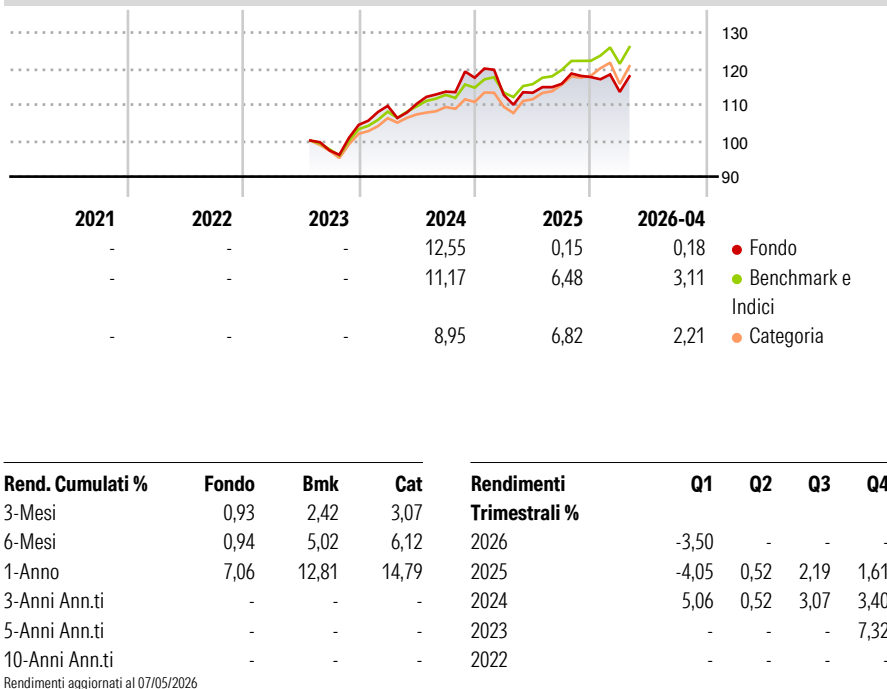 130
120
110
100
90
2021 2022 2023 2024 2025 2026-04
- - - 12,55 0,15 0,18 Fondo
- - - 11,17 6,48 3,11 Benchmark e
Indici
- - - 8,95 6,82 2,21 Categoria
Rend. Cumulati % Fondo Bmk Cat
3-Mesi 0,93 2,42 3,07
6-Mesi 0,94 5,02 6,12
1-Anno 7,06 12,81 14,79
3-Anni Ann.ti - - -
5-Anni Ann.ti - - -
10-Anni Ann.ti - - -
Rendimenti aggiornati al 07/05/2026
Rendimenti Q1 Q2 Q3 Q4
Trimestrali %
2026 -3,50 - - -
2025 -4,05 0,52 2,19 1,61
2024 5,06 0,52 3,07 3,40
2023 - - - 7,32
2022 - - - -